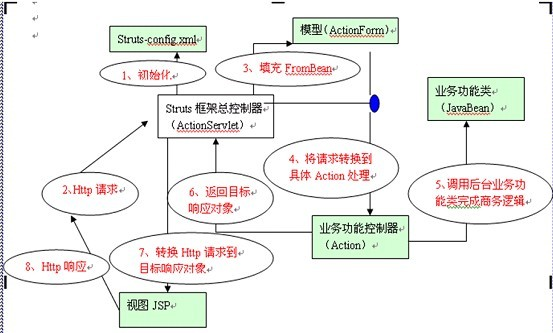 Struts-config.xml
模型(ActionForm)
1、初始化
3、填充 FromBean
业务功能类
(JavaBean)
Struts 框架总控制器
(ActionServlet)
4、将请求转换到
具体 Action 处理
2、Http 请求
6、返回目标
响应对象
5、调用后台业务功
能类完成商务逻辑
业务功能控制器
(Action)
7、转换 Http 请求到
目标响应对象
8、Http 响应
视图 JSP